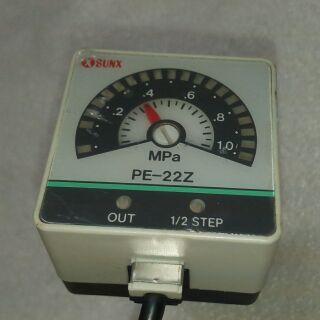 SUNX
.2 .4 .6 .8 1.0
MPa
PE-22Z
OUT 1/2 STEP